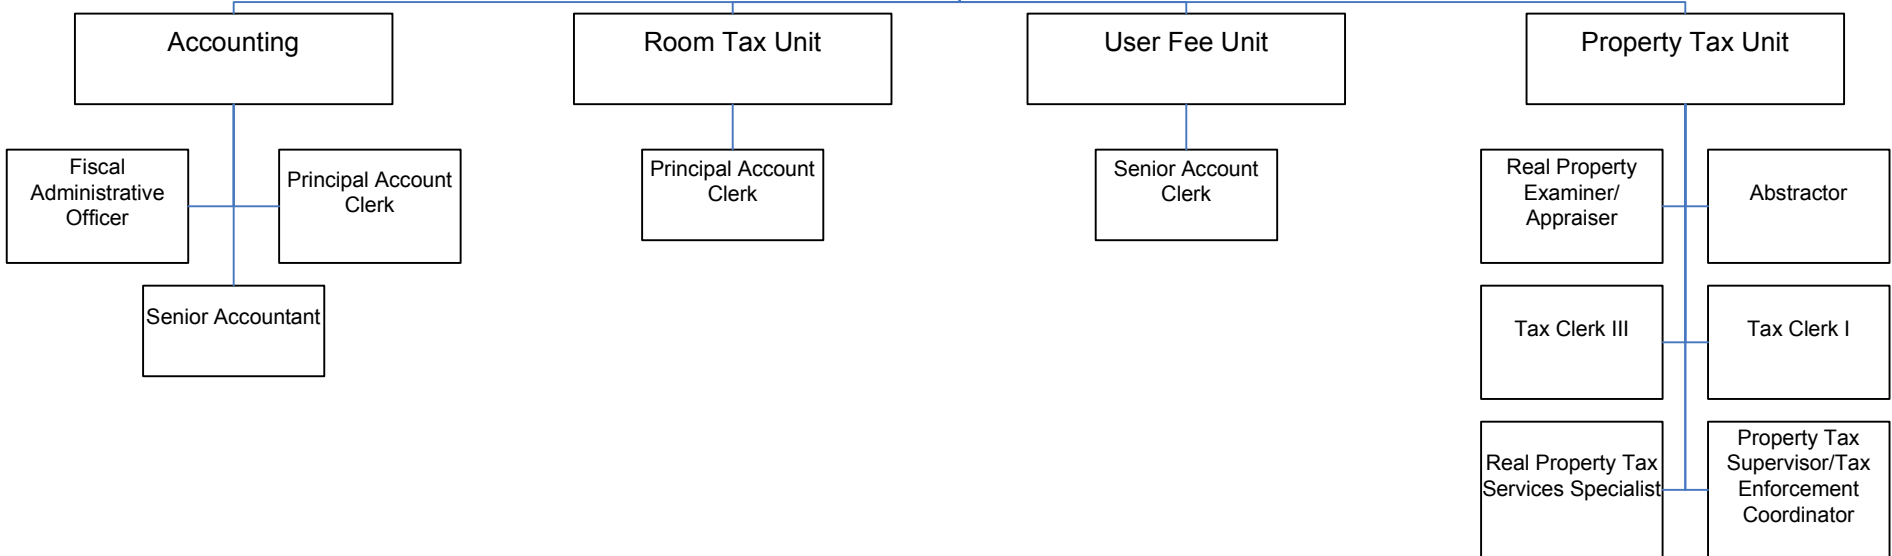 Accounting
Room Tax Unit
User Fee Unit
Property Tax Unit
Fiscal
Administrative
Officer
Principal Account
Clerk
Senior Accountant
Principal Account
Clerk
Senior Account
Clerk
Real Property
Examiner/
Appraiser
Abstractor
Tax Clerk III
Tax Clerk I
Real Property Tax
Services Specialist
Property Tax
Supervisor/Tax
Enforcement
Coordinator